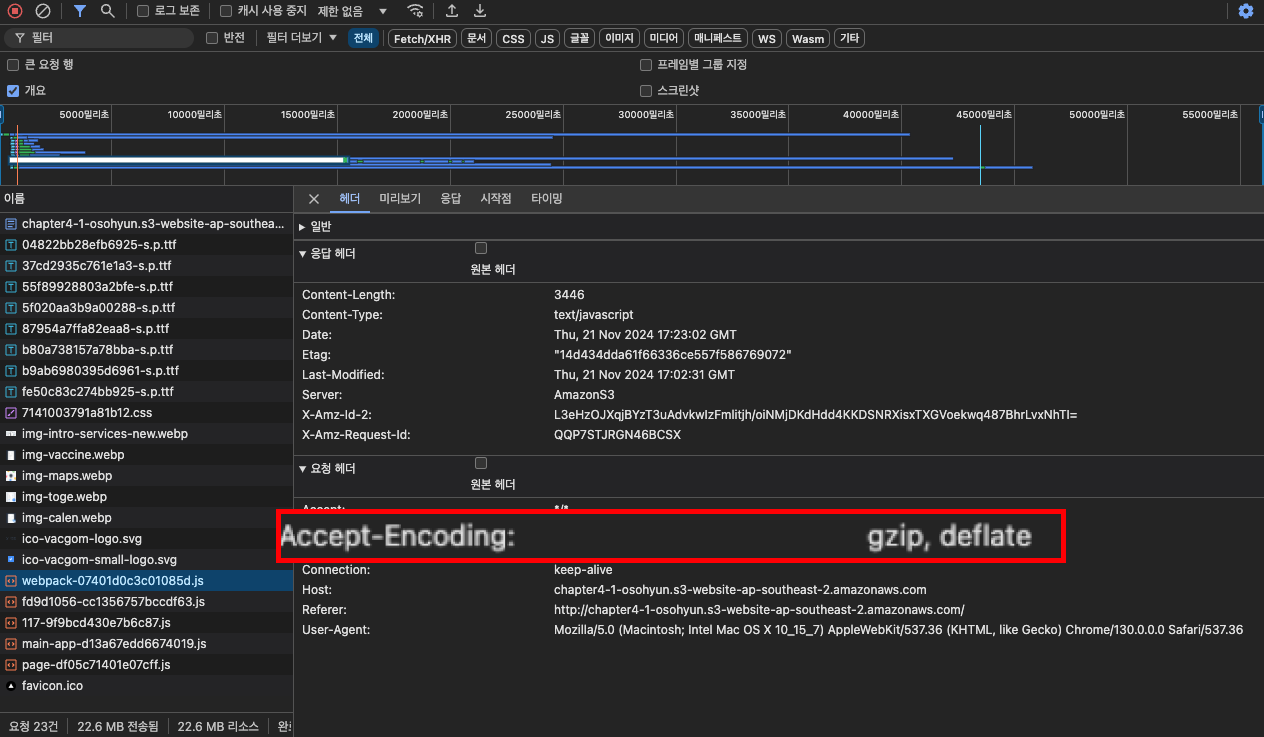 로그 보존 캐시 사용 중지 제한 없음
필터 반전 필터 더보기 전체 Fetch/XHR 문서 CSS JS 글꼴 이미지 미디어 매니페스트 WS Wasm 기타
큰 요청 행 프레임별 그룹 지정
개요 스크린샷
5000밀리초 10000밀리초 15000밀리초 20000밀리초 25000밀리초 30000밀리초 35000밀리초 40000밀리초 45000밀리초 50000밀리초 55000밀리초
이름
chapter4-1-osohyun.s3-website-ap-southea...
04822bb28efb6925-s.p.ttf
37cd2935c761e1a3-s.p.ttf
55f89928803a2bfe-s.p.ttf
5f020aa3b9a00288-s.p.ttf
87954a7ffa82eaa8-s.p.ttf
b80a738157a78bba-s.p.ttf
b9ab6980395d6961-s.p.ttf
fe50c83c274bb925-s.p.ttf
7141003791a81b12.css
img-intro-services-new.webp
img-vaccine.webp
img-maps.webp
img-toge.webp
img-calen.webp
ico-vacgom-logo.svg
ico-vacgom-small-logo.svg
webpack-07401d0c3c01085d.js
fd9d1056-cc1356757bccdf63.js
117-9f9bcd430e7b6c87.js
main-app-d13a67edd6674019.js
page-df05c71401e07cff.js
favicon.ico
요청 23건 22.6 MB 전송됨 22.6 MB 리소스
헤더 미리보기 응답 시작점 타이밍
일반
응답 헤더
원본 헤더
Content-Length: 3446
Content-Type: text/javascript
Date: Thu, 21 Nov 2024 17:23:02 GMT
Etag: "14d434dda61f66336ce557f586769072"
Last-Modified: Thu, 21 Nov 2024 17:02:31 GMT
Server: AmazonS3
X-Amz-Id-2: L3eHzOJXqjBYzT3uAdvkwIzFmIitjh/oiNMjDKdHdd4KKDSNRXisxTXGVoekwq487BhrLvxNhTI=
X-Amz-Request-Id: QQP7STJRGN46BCSX
요청 헤더
원본 헤더
Accept: */*
Accept-Encoding: gzip, deflate
Connection: keep-alive
Host: chapter4-1-osohyun.s3-website-ap-southeast-2.amazonaws.com
Referer: http://chapter4-1-osohyun.s3-website-ap-southeast-2.amazonaws.com/
User-Agent: Mozilla/5.0 (Macintosh; Intel Mac OS X 10_15_7) AppleWebKit/537.36 (KHTML, like Gecko) Chrome/130.0.0.0 Safari/537.36